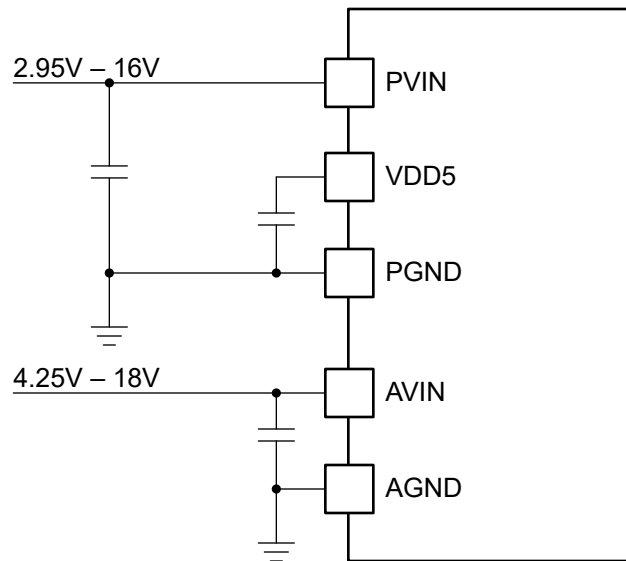 2.95V – 16V
PVIN
VDD5
PGND
4.25V – 18V
AVIN
AGND